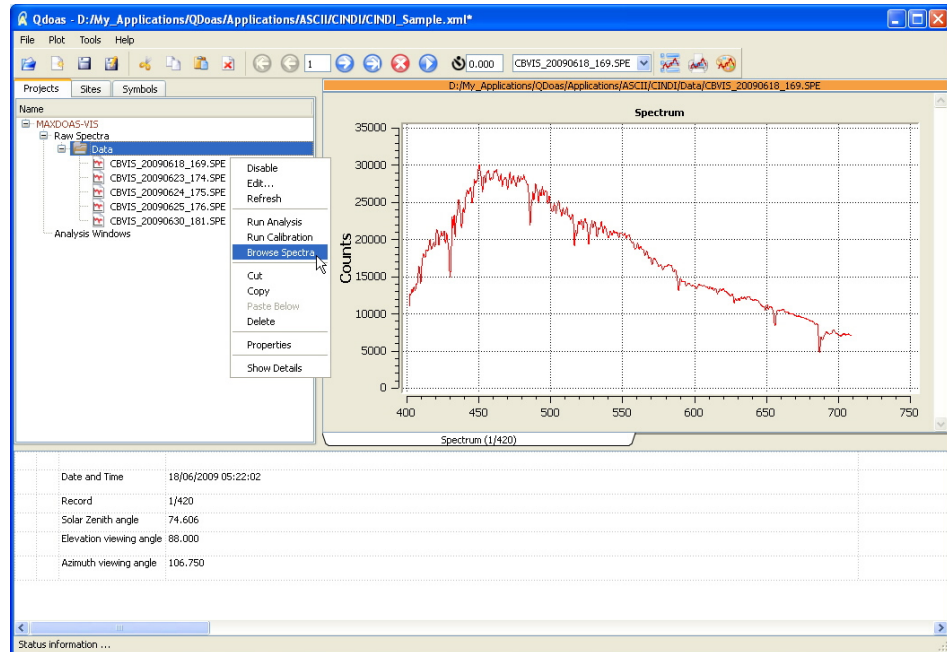 Qdoas - D:/My_Applications/QDoas/Applications/ASCII/CINDI/CINDI_Sample.xml*
File Plot Tools Help
1 0.000 CBVIS_20090618_169.SPE
Projects Sites Symbols
D:/My_Applications/QDoas/Applications/ASCII/CINDI/Data/CBVIS_20090618_169.SPE
Name
MAXDOAS-VIS
Raw Spectra
Data
CBVIS_20090618_169.SPE
CBVIS_20090623_174.SPE
CBVIS_20090624_175.SPE
CBVIS_20090625_176.SPE
CBVIS_20090630_181.SPE
Analysis Windows
Disable
Edit...
Refresh
Run Analysis
Run Calibration
Browse Spectra
Cut
Copy
Paste Below
Delete
Properties
Show Details
Spectrum
Counts
35000
30000
25000
20000
15000
10000
5000
0
400 450 500 550 600 650 700 750
Spectrum (1/420)
Date and Time 18/06/2009 05:22:02
Record 1/420
Solar Zenith angle 74.606
Elevation viewing angle 88.000
Azimuth viewing angle 106.750
Status information ...